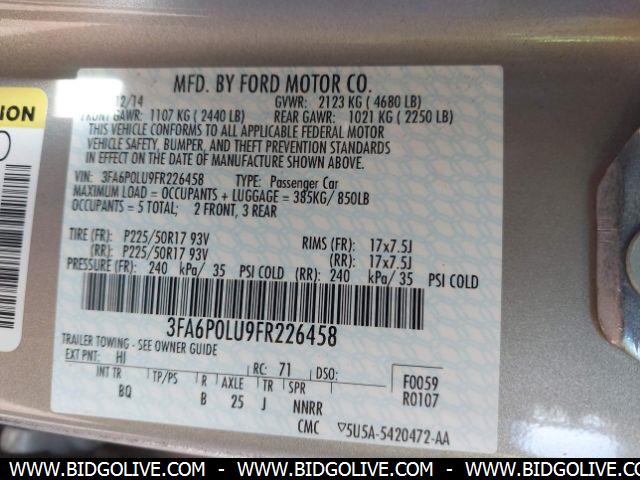 MFD. BY FORD MOTOR CO.
12/14 GVWR: 2123 KG ( 4680 LB)
FRONT GAWR: 1107 KG ( 2440 LB) REAR GAWR: 1021 KG ( 2250 LB)
THIS VEHICLE CONFORMS TO ALL APPLICABLE FEDERAL MOTOR
VEHICLE SAFETY, BUMPER, AND THEFT PREVENTION STANDARDS
IN EFFECT ON THE DATE OF MANUFACTURE SHOWN ABOVE.
VIN: 3FA6P0LU9FR226458 TYPE: Passenger Car
MAXIMUM LOAD = OCCUPANTS + LUGGAGE = 385KG/ 850LB
OCCUPANTS = 5 TOTAL; 2 FRONT, 3 REAR
TIRE (FR): P225/50R17 93V RIMS (FR): 17x7.5J
(RR): P225/50R17 93V (RR): 17x7.5J
PRESSURE (FR): 240 kPa/ 35 PSI COLD (RR): 240 kPa/ 35 PSI COLD
3FA6P0LU9FR226458
TRAILER TOWING - SEE OWNER GUIDE
EXT PNT: HI RC: 71 DSO:
INT TR TP/PS R AXLE TR SPR
BQ B 25 J NNRR
F0059
R0107
CMC ▽5U5A-5420472-AA
WWW.BIDGOLIVE.COM - WWW.BIDGOLIVE.COM - WWW.BIDGOLIVE.COM